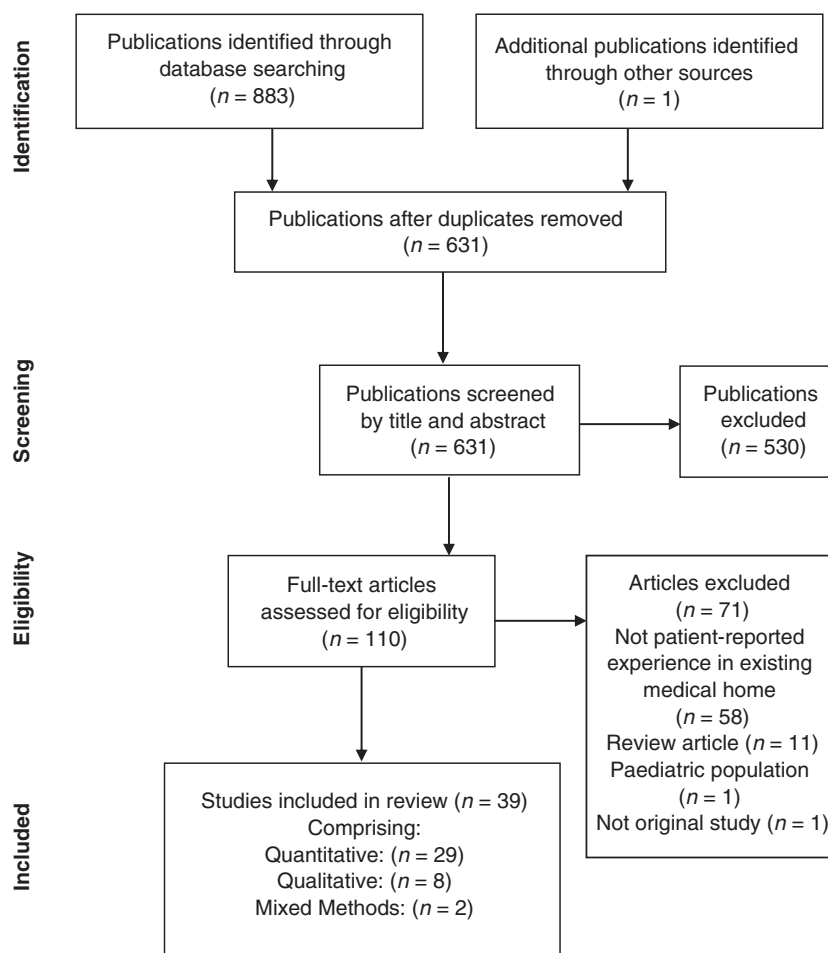 Identification
Publications identified through
database searching
(n = 883)
Additional publications identified
through other sources
(n = 1)
Publications after duplicates removed
(n = 631)
Screening
Publications screened
by title and abstract
(n = 631)
Publications
excluded
(n = 530)
Eligibility
Full-text articles
assessed for eligibility
(n = 110)
Articles excluded
(n = 71)
Not patient-reported
experience in existing
medical home
(n = 58)
Review article (n = 11)
Paediatric population
(n = 1)
Not original study (n = 1)
Included
Studies included in review (n = 39)
Comprising:
Quantitative: (n = 29)
Qualitative: (n = 8)
Mixed Methods: (n = 2)